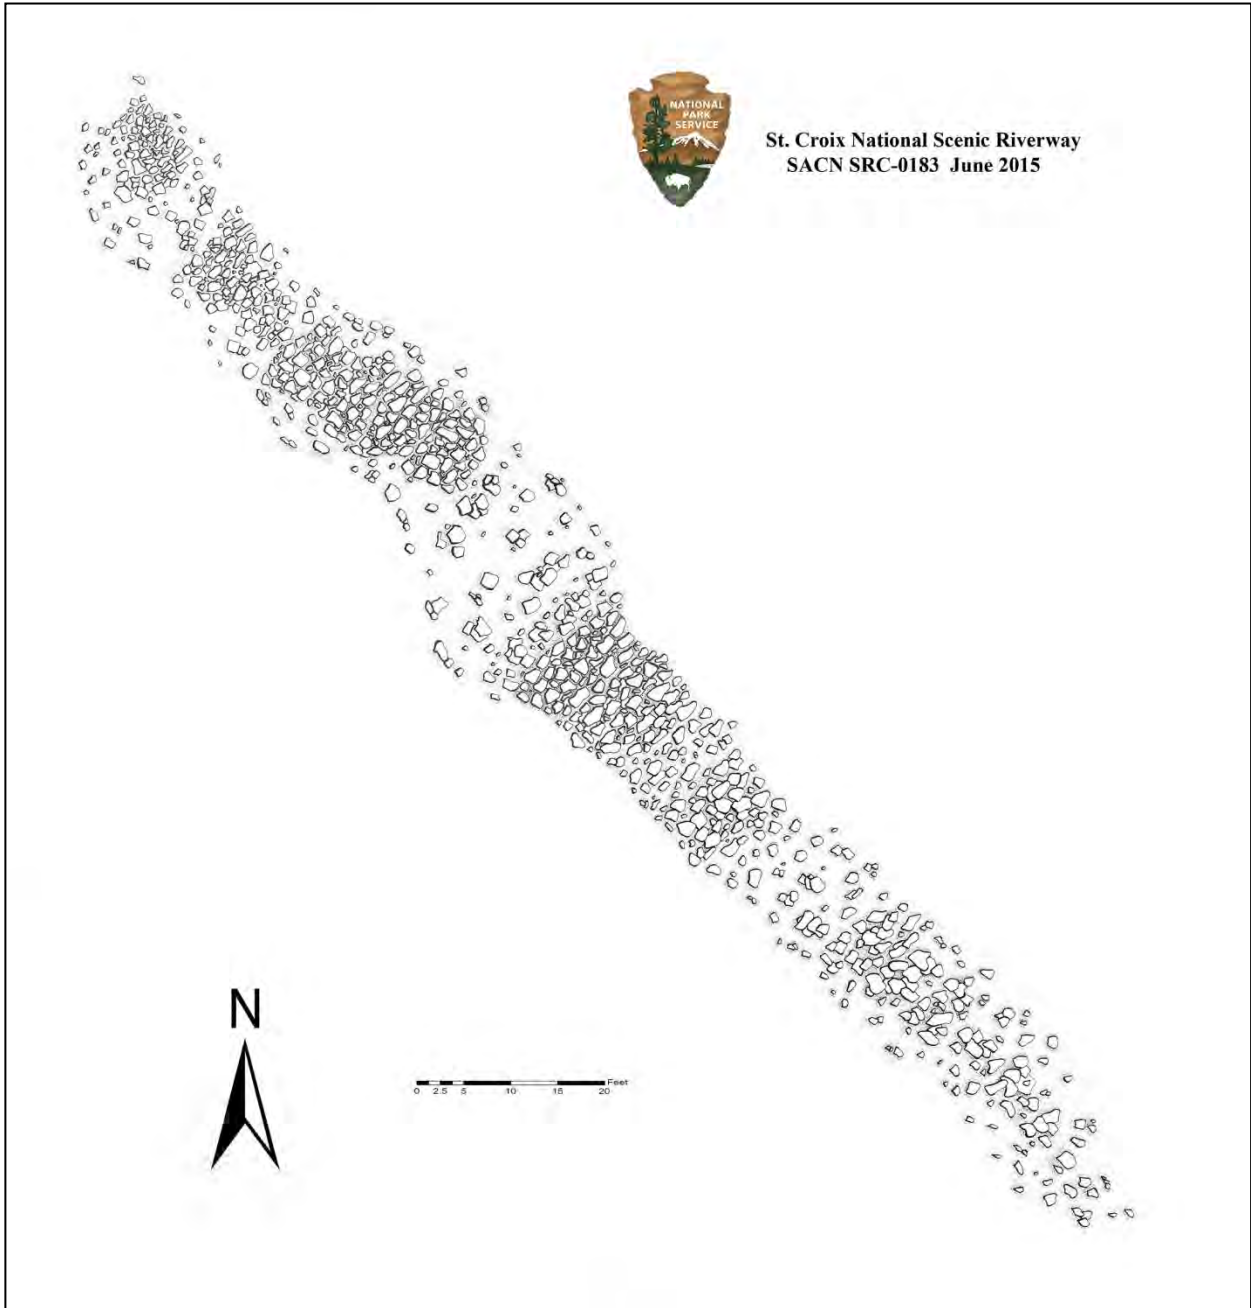 NATIONAL
PARK
SERVICE
St. Croix National Scenic Riverway
SACN SRC-0183 June 2015
N
Feet
0 2.5 5 10 15 20